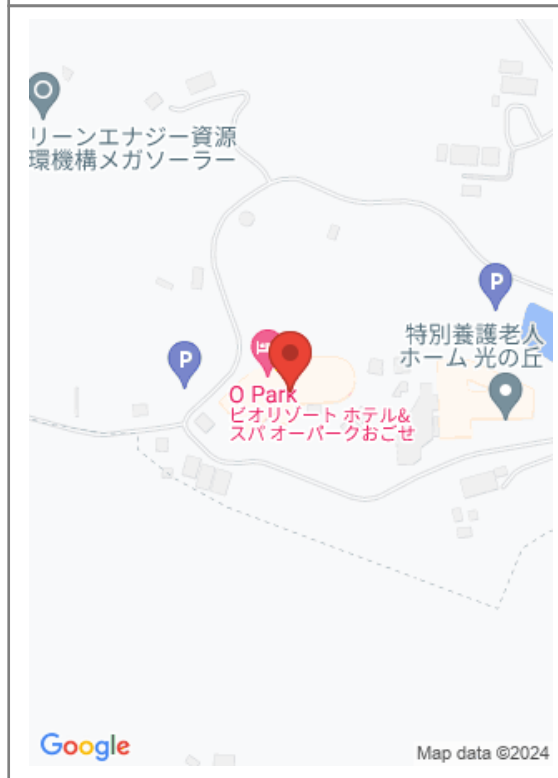 リーンエナジー資源
環機構メガソーラー
P
特別養護老人
ホーム 光の丘
P
O Park
ビオリゾート ホテル&
スパ オーパークおごせ
Google
Map data ©2024